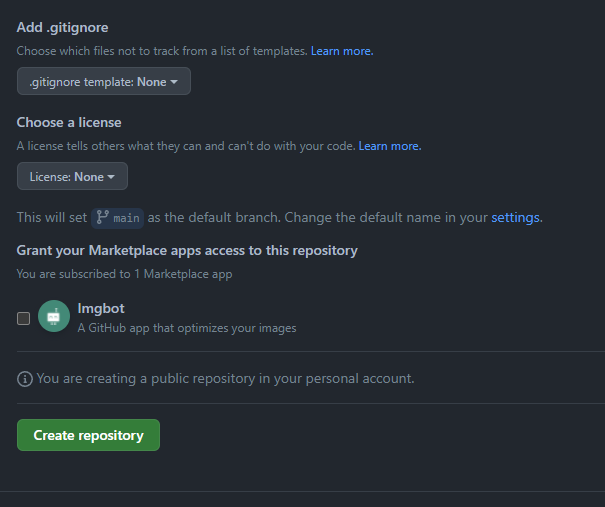 Add .gitignore
Choose which files not to track from a list of templates. Learn more.
.gitignore template: None
Choose a license
A license tells others what they can and can't do with your code. Learn more.
License: None
This will set main as the default branch. Change the default name in your settings.
Grant your Marketplace apps access to this repository
You are subscribed to 1 Marketplace app
Imgbot
A GitHub app that optimizes your images
You are creating a public repository in your personal account.
Create repository